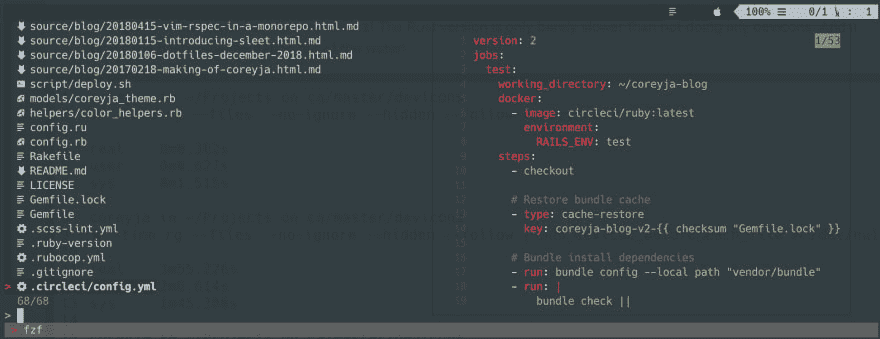 100% ☰ 0/1 : 1
source/blog/20180415-vim-rspec-in-a-monorepo.html.md
source/blog/20180115-introducing-sleet.html.md
source/blog/20180106-dotfiles-december-2018.html.md
source/blog/20170218-making-of-coreyja.html.md
script/deploy.sh
models/coreyja_theme.rb
helpers/color_helpers.rb
config.ru
config.rb
Rakefile
README.md
LICENSE
Gemfile.lock
Gemfile
.scss-lint.yml
.ruby-version
.rubocop.yml
.gitignore
> .circleci/config.yml
68/68
>
fzf
1/53
version: 2
jobs:
test:
working_directory: ~/coreyja-blog
docker:
- image: circleci/ruby:latest
environment:
RAILS_ENV: test
steps:
- checkout
# Restore bundle cache
- type: cache-restore
key: coreyja-blog-v2-{{ checksum "Gemfile.lock" }}
# Bundle install dependencies
- run: bundle config --local path "vendor/bundle"
- run: |
bundle check ||